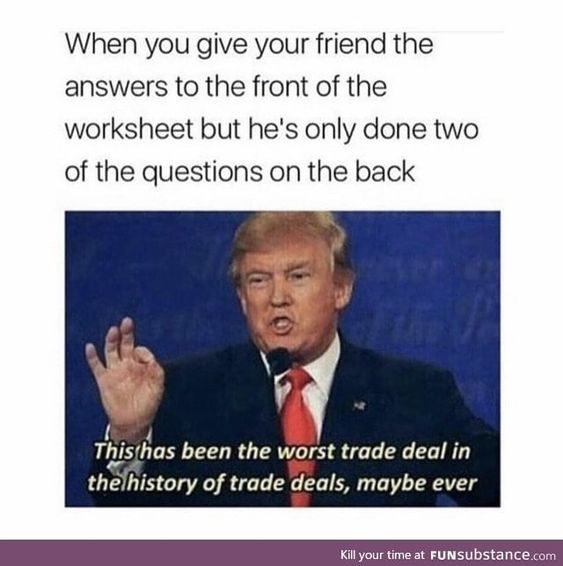 When you give your friend the
answers to the front of the
worksheet but he's only done two
of the questions on the back
This has been the worst trade deal in
the history of trade deals, maybe ever
Kill your time at FUNsubstance.com